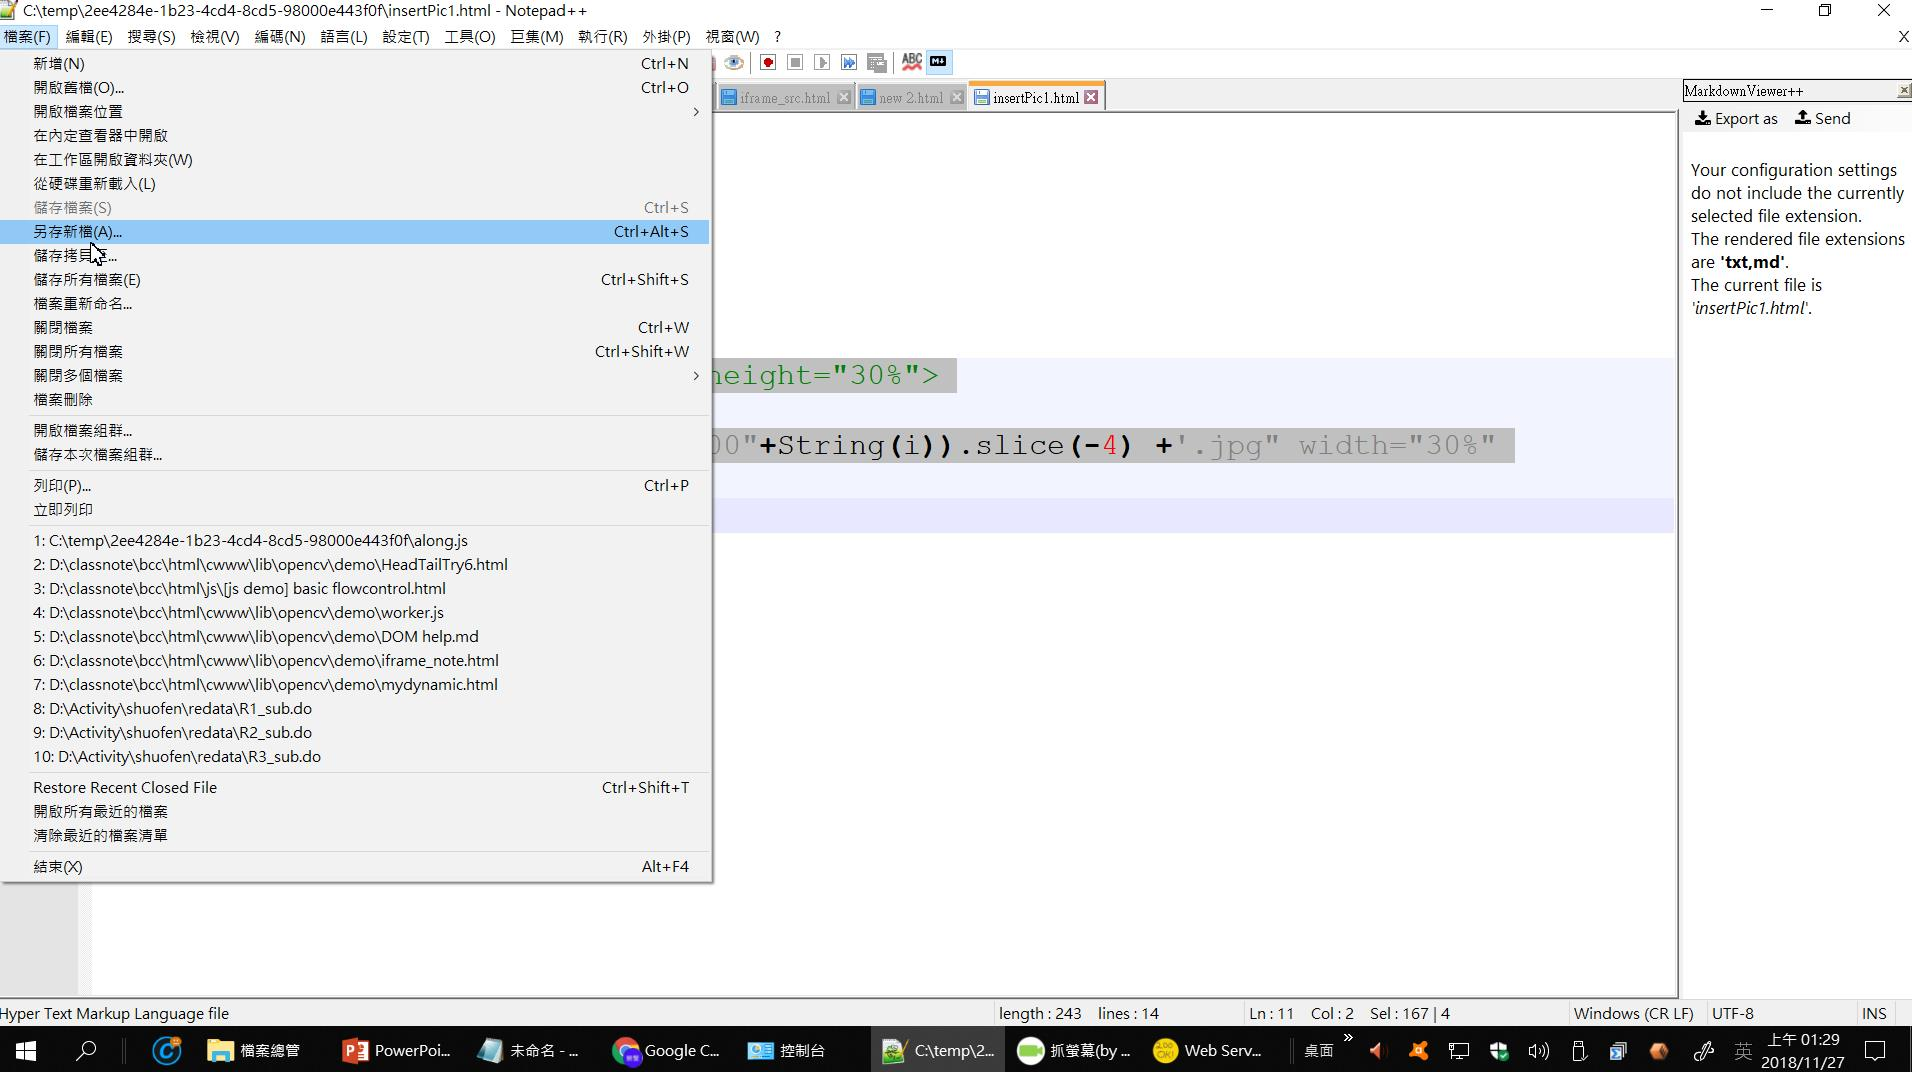 C:\temp\2ee4284e-1b23-4cd4-8cd5-98000e443f0f\insertPic1.html - Notepad++
檔案(F) 編輯(E) 搜尋(S) 檢視(V) 編碼(N) 語言(L) 設定(T) 工具(O) 巨集(M) 執行(R) 外掛(P) 視窗(W) ? X
新增(N) Ctrl+N
開啟舊檔(O)... Ctrl+O
開啟檔案位置
在內定查看器中開啟
在工作區開啟資料夾(W)
從硬碟重新載入(L)
儲存檔案(S) Ctrl+S
另存新檔(A)... Ctrl+Alt+S
儲存拷貝...
儲存所有檔案(E) Ctrl+Shift+S
檔案重新命名...
關閉檔案 Ctrl+W
關閉所有檔案 Ctrl+Shift+W
關閉多個檔案
檔案刪除
開啟檔案組群...
儲存本次檔案組群...
列印(P)... Ctrl+P
立即列印
1: C:\temp\2ee4284e-1b23-4cd4-8cd5-98000e443f0f\along.js
2: D:\classnote\bcc\html\cwww\lib\opencv\demo\HeadTailTry6.html
3: D:\classnote\bcc\html\js\[js demo] basic flowcontrol.html
4: D:\classnote\bcc\html\cwww\lib\opencv\demo\worker.js
5: D:\classnote\bcc\html\cwww\lib\opencv\demo\DOM help.md
6: D:\classnote\bcc\html\cwww\lib\opencv\demo\iframe_note.html
7: D:\classnote\bcc\html\cwww\lib\opencv\demo\mydynamic.html
8: D:\Activity\shuofen\redata\R1_sub.do
9: D:\Activity\shuofen\redata\R2_sub.do
10: D:\Activity\shuofen\redata\R3_sub.do
Restore Recent Closed File Ctrl+Shift+T
開啟所有最近的檔案
清除最近的檔案清單
結束(X) Alt+F4
ABC
iframe_src.html new 2.html insertPic1.html
height="30%">
00"+String(i)).slice(-4) +'.jpg" width="30%"
MarkdownViewer++
Export as Send
Your configuration settings
do not include the currently
selected file extension.
The rendered file extensions
are 'txt,md'.
The current file is
'insertPic1.html'.
Hyper Text Markup Language file length : 243 lines : 14 Ln : 11 Col : 2 Sel : 167 | 4 Windows (CR LF) UTF-8 INS
檔案總管 PowerPoi... 未命名 - ... Google C... 控制台 C:\temp\2... 抓螢幕(by ... Web Serv... 桌面 英 上午 01:29
2018/11/27